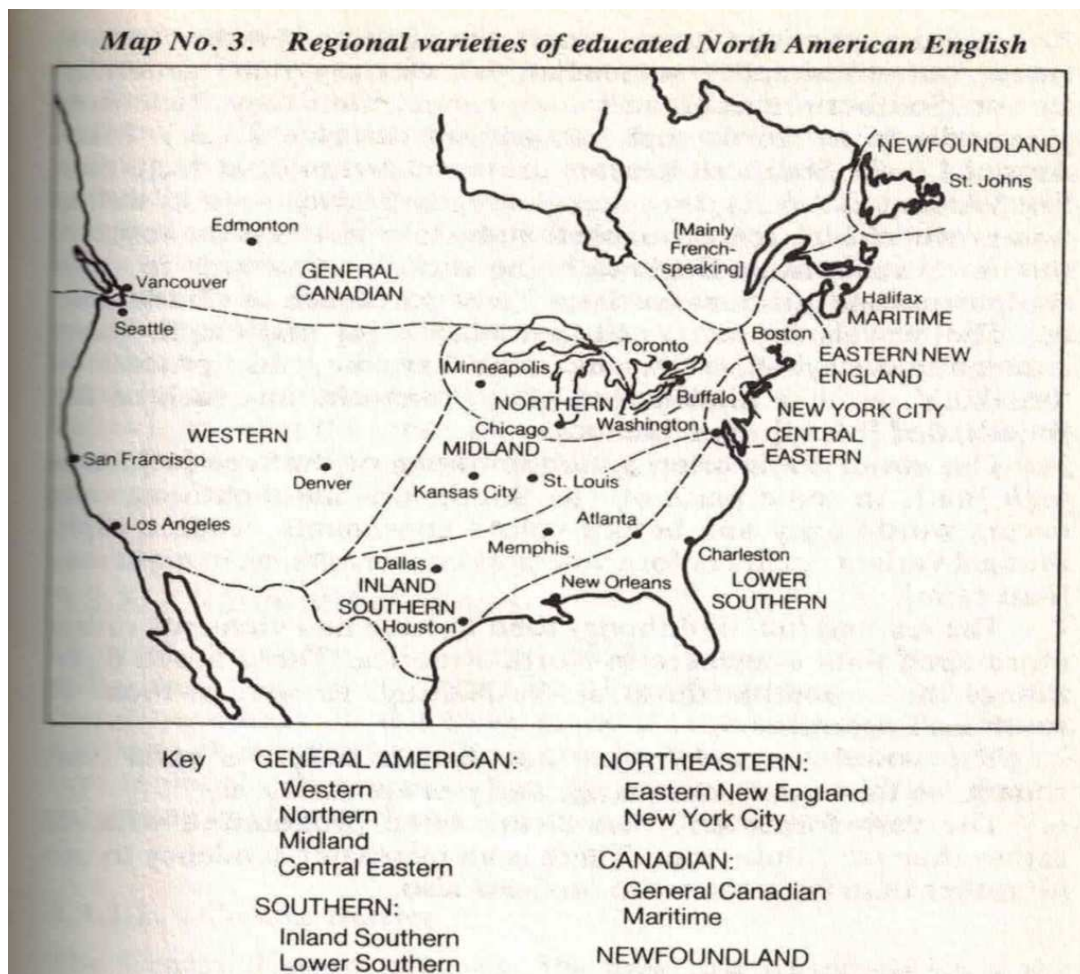 Map No. 3. Regional varieties of educated North American English
NEWFOUNDLAND
St. Johns
Edmonton
[Mainly
French-
speaking]
GENERAL
CANADIAN
Vancouver
Halifax
MARITIME
Seattle
Boston
Toronto
EASTERN NEW
ENGLAND
Minneapolis
Buffalo
NORTHERN
NEW YORK CITY
Chicago
Washington
CENTRAL
EASTERN
WESTERN
MIDLAND
San Francisco
Denver
Kansas City
St. Louis
Los Angeles
Atlanta
Memphis
Charleston
Dallas
INLAND
SOUTHERN
New Orleans
LOWER
SOUTHERN
Houston
Key
GENERAL AMERICAN:
Western
Northern
Midland
Central Eastern
SOUTHERN:
Inland Southern
Lower Southern
NORTHEASTERN:
Eastern New England
New York City
CANADIAN:
General Canadian
Maritime
NEWFOUNDLAND